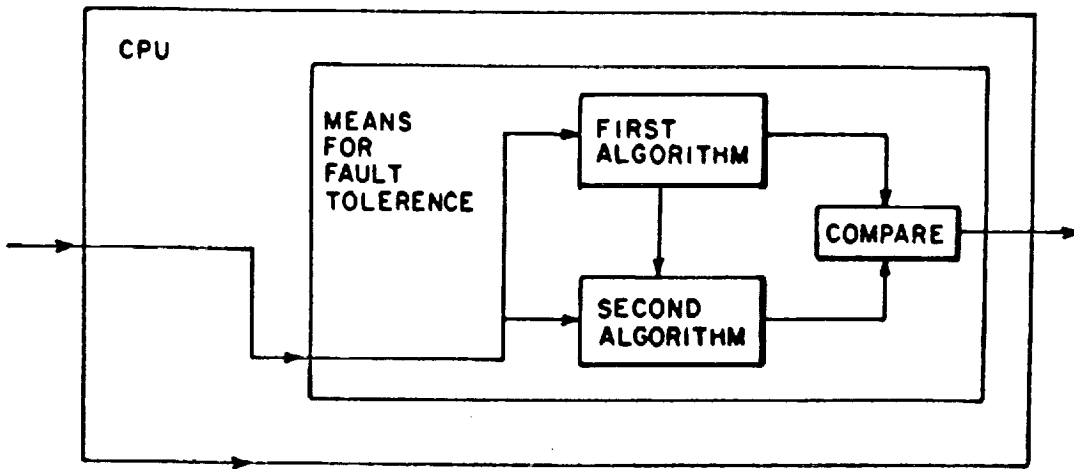 CPU
MEANS
FOR
FAULT
TOLERENCE
FIRST
ALGORITHM
SECOND
ALGORITHM
COMPARE